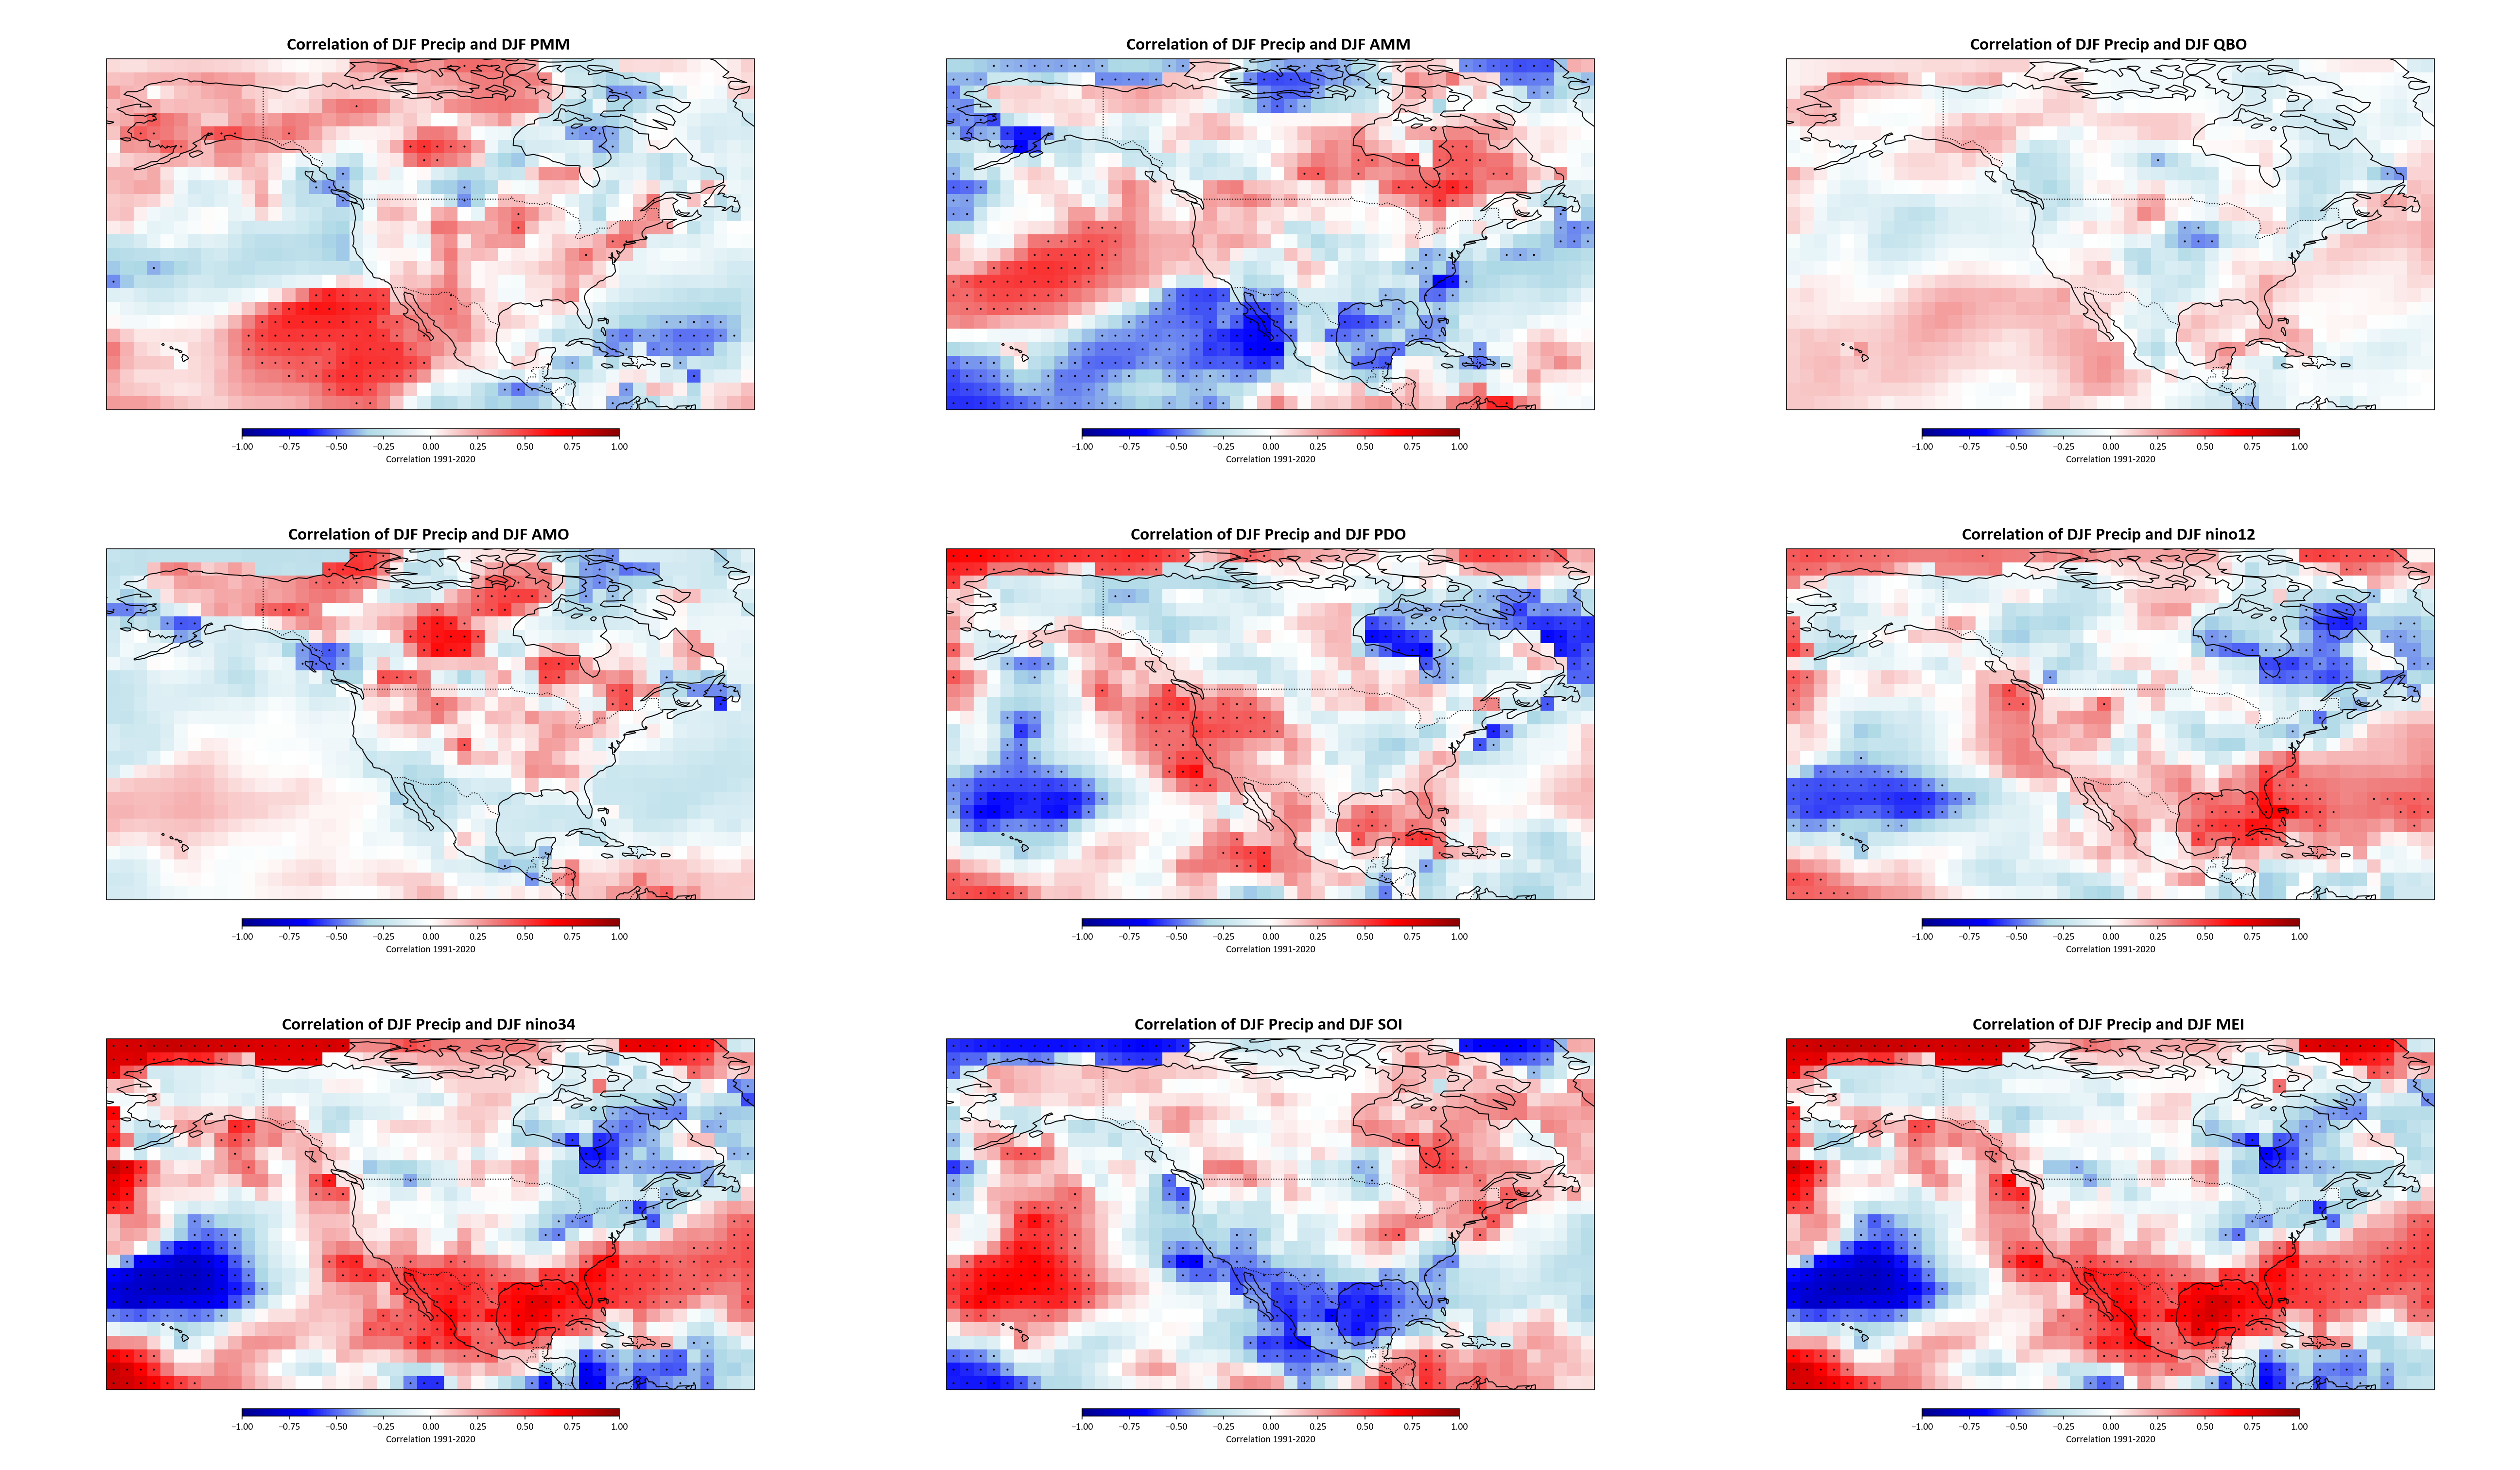 Correlation of DJF Precip and DJF PMM
Correlation of DJF Precip and DJF AMM
Correlation of DJF Precip and DJF QBO
−1.00 −0.75 −0.50 −0.25 0.00 0.25 0.50 0.75 1.00
Correlation 1991-2020
−1.00 −0.75 −0.50 −0.25 0.00 0.25 0.50 0.75 1.00
Correlation 1991-2020
−1.00 −0.75 −0.50 −0.25 0.00 0.25 0.50 0.75 1.00
Correlation 1991-2020
Correlation of DJF Precip and DJF AMO
Correlation of DJF Precip and DJF PDO
Correlation of DJF Precip and DJF nino12
−1.00 −0.75 −0.50 −0.25 0.00 0.25 0.50 0.75 1.00
Correlation 1991-2020
−1.00 −0.75 −0.50 −0.25 0.00 0.25 0.50 0.75 1.00
Correlation 1991-2020
−1.00 −0.75 −0.50 −0.25 0.00 0.25 0.50 0.75 1.00
Correlation 1991-2020
Correlation of DJF Precip and DJF nino34
Correlation of DJF Precip and DJF SOI
Correlation of DJF Precip and DJF MEI
−1.00 −0.75 −0.50 −0.25 0.00 0.25 0.50 0.75 1.00
Correlation 1991-2020
−1.00 −0.75 −0.50 −0.25 0.00 0.25 0.50 0.75 1.00
Correlation 1991-2020
−1.00 −0.75 −0.50 −0.25 0.00 0.25 0.50 0.75 1.00
Correlation 1991-2020